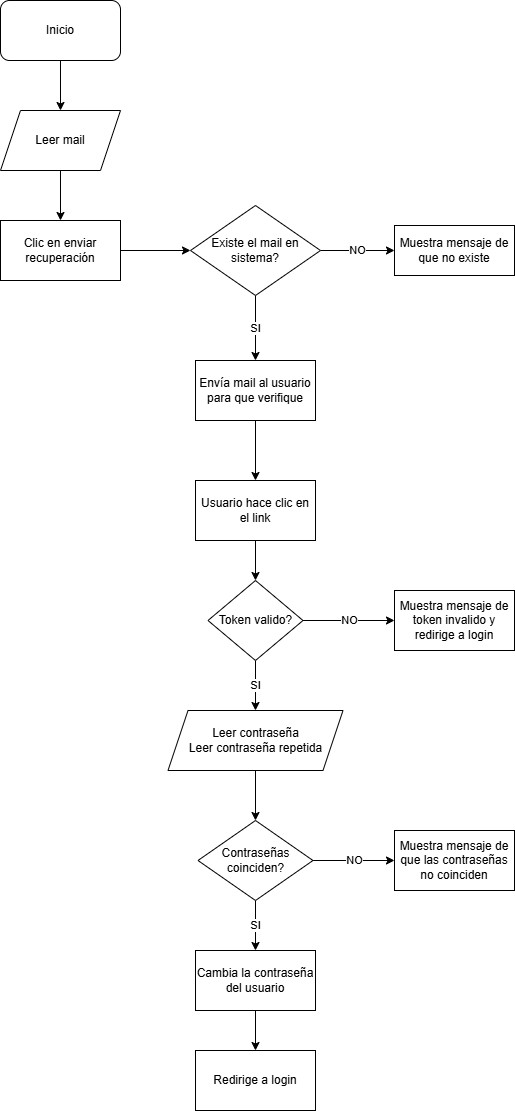 Inicio
Leer mail
Clic en enviar
recuperación
Existe el mail en
sistema?
NO
Muestra mensaje de
que no existe
SI
Envía mail al usuario
para que verifique
Usuario hace clic en
el link
Token valido?
NO
Muestra mensaje de
token invalido y
redirige a login
SI
Leer contraseña
Leer contraseña repetida
Contraseñas
coinciden?
NO
Muestra mensaje de
que las contraseñas
no coinciden
SI
Cambia la contraseña
del usuario
Redirige a login